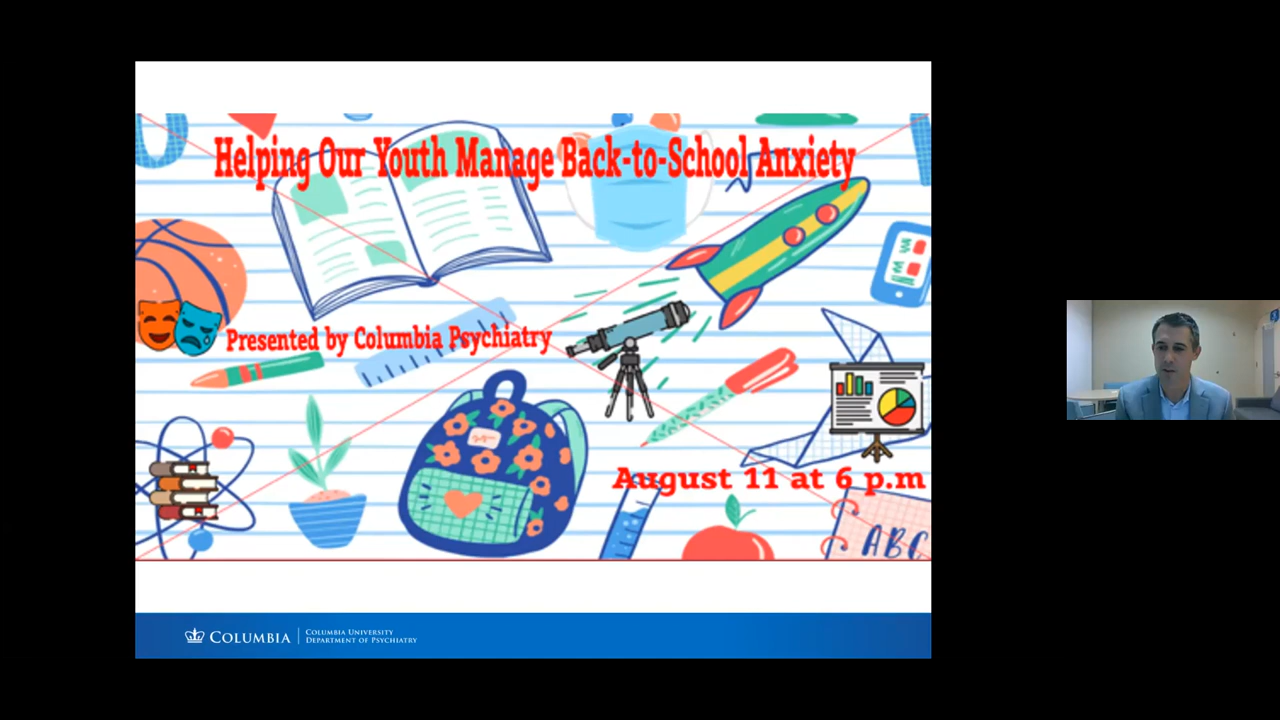 Helping Our Youth Manage Back-to-School Anxiety
Presented by Columbia Psychiatry
August 11 at 6 p.m
ABC
COLUMBIA
COLUMBIA UNIVERSITY
DEPARTMENT OF PSYCHIATRY